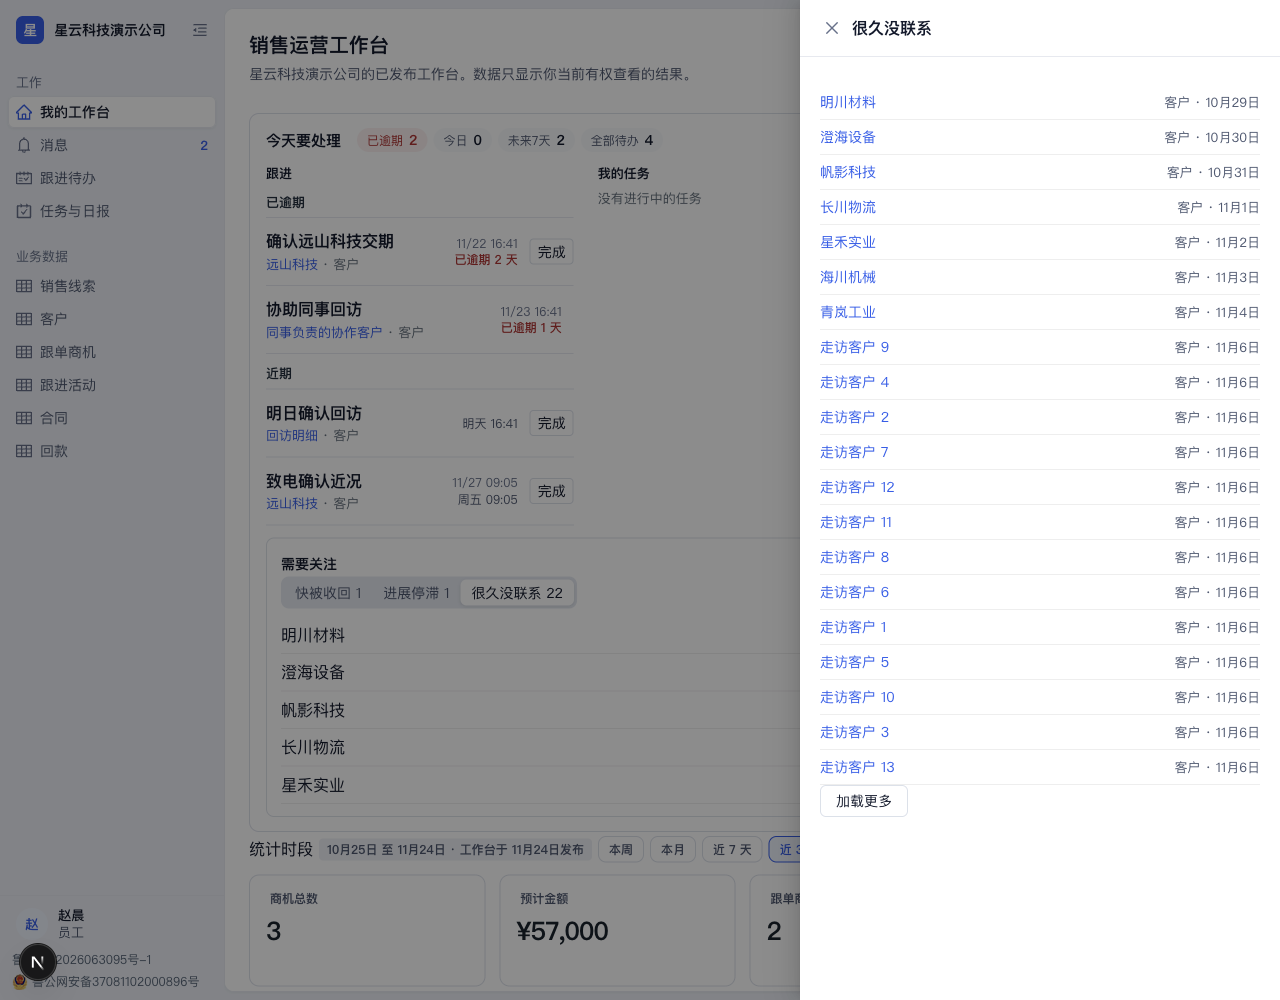 星 星云科技演示公司
工作
我的工作台
消息 2
跟进待办
任务与日报
业务数据
销售线索
客户
跟单商机
跟进活动
合同
回款
赵 赵晨
员工
2026063095号-1
鲁公网安备37081102000896号
N
销售运营工作台
星云科技演示公司的已发布工作台。数据只显示你当前有权查看的结果。
今天要处理 已逾期 2 今日 0 未来7天 2 全部待办 4
跟进
已逾期
确认远山科技交期 11/22 16:41 完成
远山科技 · 客户 已逾期 2 天
协助同事回访 11/23 16:41
同事负责的协作客户 · 客户 已逾期 1 天
近期
明日确认回访 明天 16:41 完成
回访明细 · 客户
致电确认近况 11/27 09:05 完成
远山科技 · 客户 周五 09:05
我的任务
没有进行中的任务
需要关注
快被收回 1 进展停滞 1 很久没联系 22
明川材料
澄海设备
帆影科技
长川物流
星禾实业
统计时段 10月25日 至 11月24日 · 工作台于 11月24日发布 本周 本月 近 7 天 近 3
商机总数
3
预计金额
¥57,000
跟单商
2
很久没联系
明川材料 客户 · 10月29日
澄海设备 客户 · 10月30日
帆影科技 客户 · 10月31日
长川物流 客户 · 11月1日
星禾实业 客户 · 11月2日
海川机械 客户 · 11月3日
青岚工业 客户 · 11月4日
走访客户 9 客户 · 11月6日
走访客户 4 客户 · 11月6日
走访客户 2 客户 · 11月6日
走访客户 7 客户 · 11月6日
走访客户 12 客户 · 11月6日
走访客户 11 客户 · 11月6日
走访客户 8 客户 · 11月6日
走访客户 6 客户 · 11月6日
走访客户 1 客户 · 11月6日
走访客户 5 客户 · 11月6日
走访客户 10 客户 · 11月6日
走访客户 3 客户 · 11月6日
走访客户 13 客户 · 11月6日
加载更多